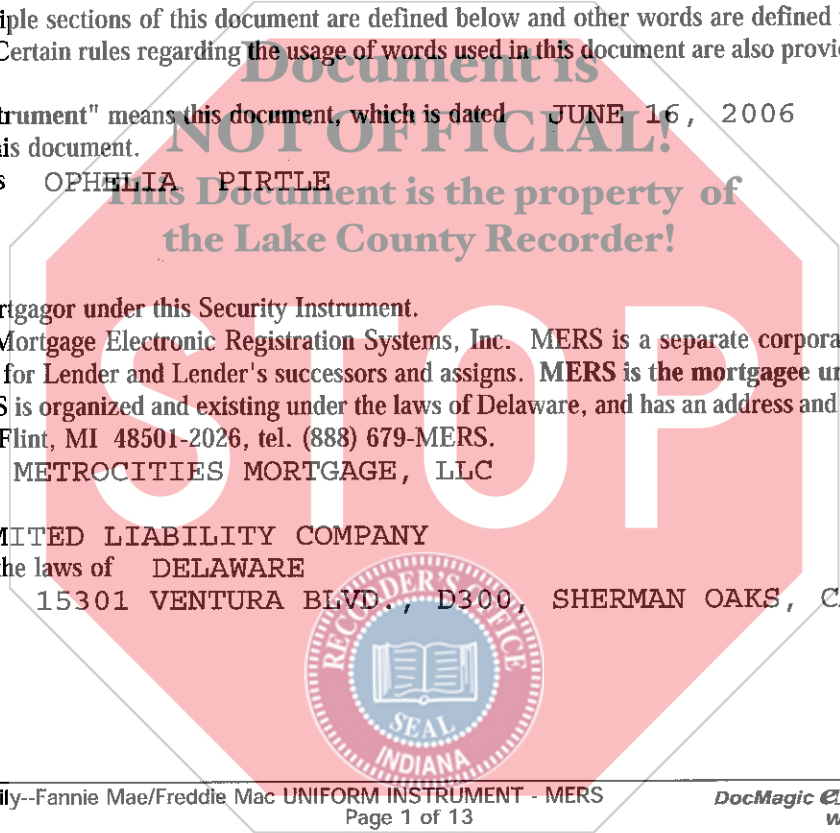 iple sections of this document are defined below and other words are defined
Certain rules regarding the usage of words used in this document are also provi
Document is
trument" means this document, which is dated JUNE 16, 2006
NOT OFFICIAL!
is document.
s OPHELIA PIRTLE
This Document is the property of
the Lake County Recorder!
rtgagor under this Security Instrument.
Mortgage Electronic Registration Systems, Inc. MERS is a separate corpora
for Lender and Lender's successors and assigns. MERS is the mortgagee u
S is organized and existing under the laws of Delaware, and has an address and
Flint, MI 48501-2026, tel. (888) 679-MERS.
STOP
METROCITIES MORTGAGE, LLC
MITED LIABILITY COMPANY
the laws of DELAWARE
15301 VENTURA BLVD., D300, SHERMAN OAKS, C
RECORDER'S OFFICE
SEAL
INDIANA
ily--Fannie Mae/Freddie Mac UNIFORM INSTRUMENT - MERS
DocMagic
Page 1 of 13